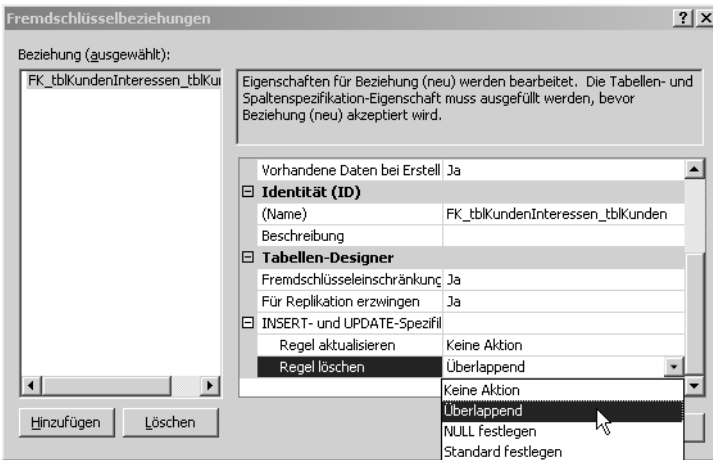 Fremdschlüsselbeziehungen
Beziehung (ausgewählt):
FK_tblKundenInteressen_tblKu
Eigenschaften für Beziehung (neu) werden bearbeitet. Die Tabellen- und
Spaltenspezifikation-Eigenschaft muss ausgefüllt werden, bevor
Beziehung (neu) akzeptiert wird.
Vorhandene Daten bei Erstell Ja
Identität (ID)
(Name) FK_tblKundenInteressen_tblKunden
Beschreibung
Tabellen-Designer
Fremdschlüsseleinschränkung Ja
Für Replikation erzwingen Ja
INSERT- und UPDATE-Spezifi
Regel aktualisieren Keine Aktion
Regel löschen Überlappend
Keine Aktion
Überlappend
NULL festlegen
Standard festlegen
Hinzufügen Löschen